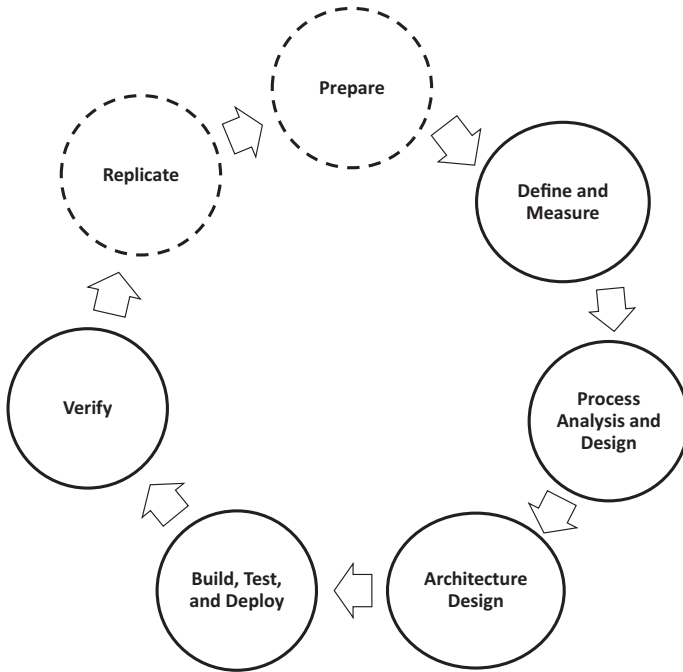 Prepare
Define and
Measure
Process
Analysis and
Design
Architecture
Design
Build, Test,
and Deploy
Verify
Replicate